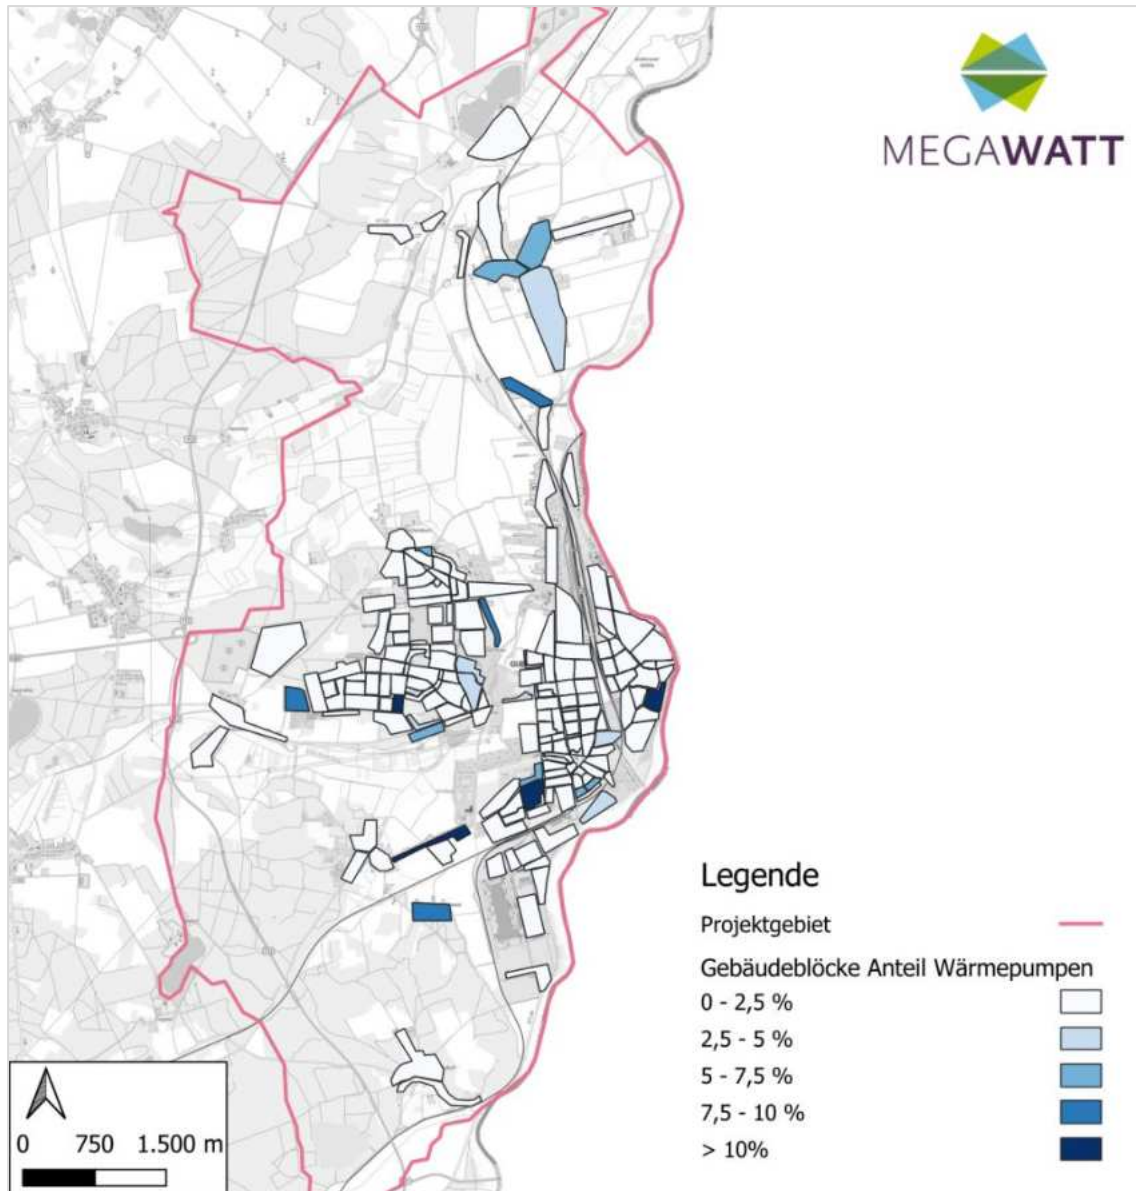 MEGAWATT
Legende
Projektgebiet
Gebäudeblöcke Anteil Wärmepumpen
0 - 2,5 %
2,5 - 5 %
5 - 7,5 %
7,5 - 10 %
> 10%
0 750 1.500 m